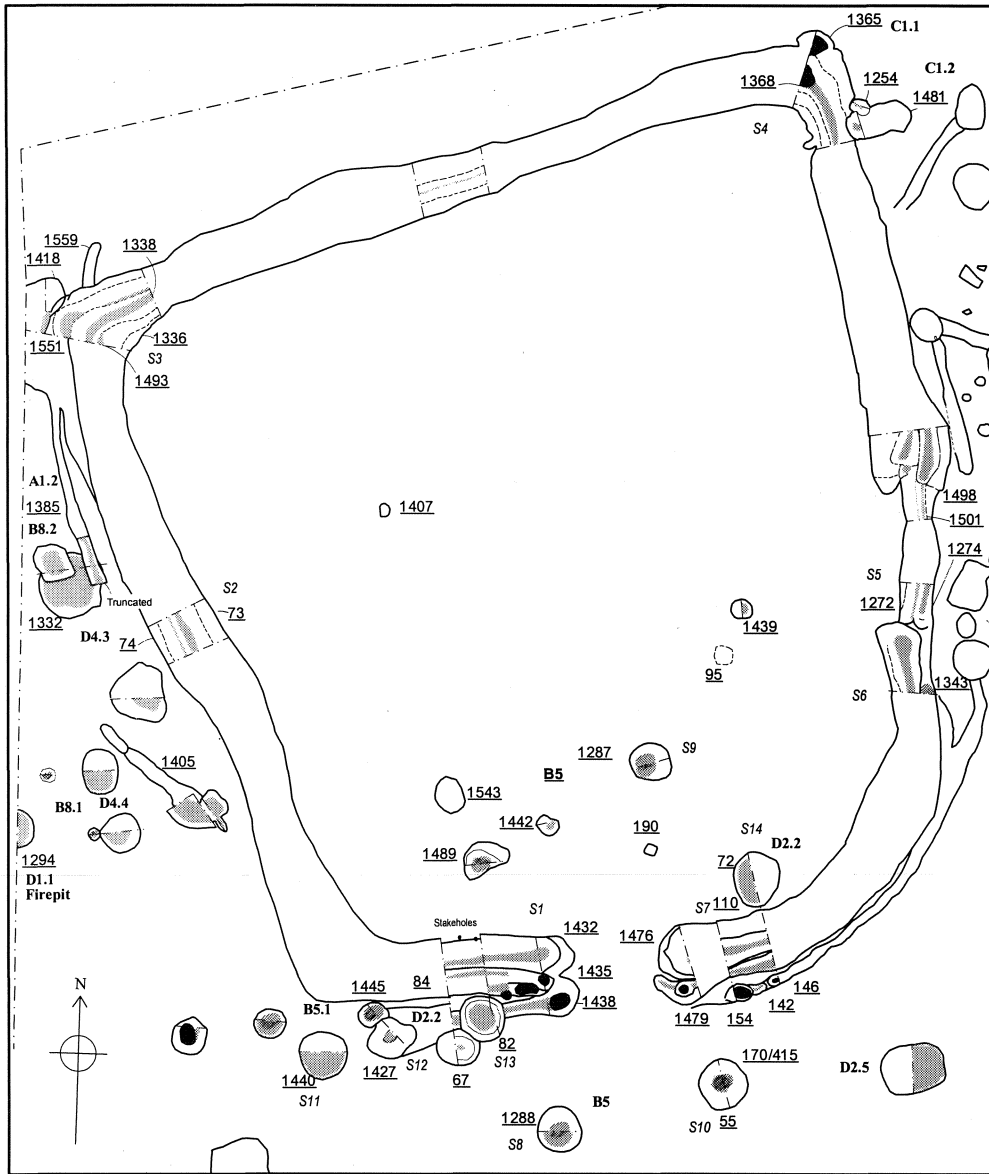 1365
C1.1
C1.2
1368
1254
1481
S4
1559
1418
1338
1336
1551
S3
1493
A1.2
1385
1407
1498
B8.2
1501
1274
S5
S2
1272
Truncated
73
1439
1332
D4.3
74
95
S6
1343
1405
1287
S9
B5
1543
B8.1
D4.4
1442
190
S14
1489
D2.2
72
1294
D1.1
Firepit
110
S7
S1
Stakeholes
1432
1476
1435
84
1445
146
B5.1
1438
142
N
D2.2
1479
154
82
S12
S13
170/415
D2.5
1440
1427
67
S11
B5
1288
55
S10
S8